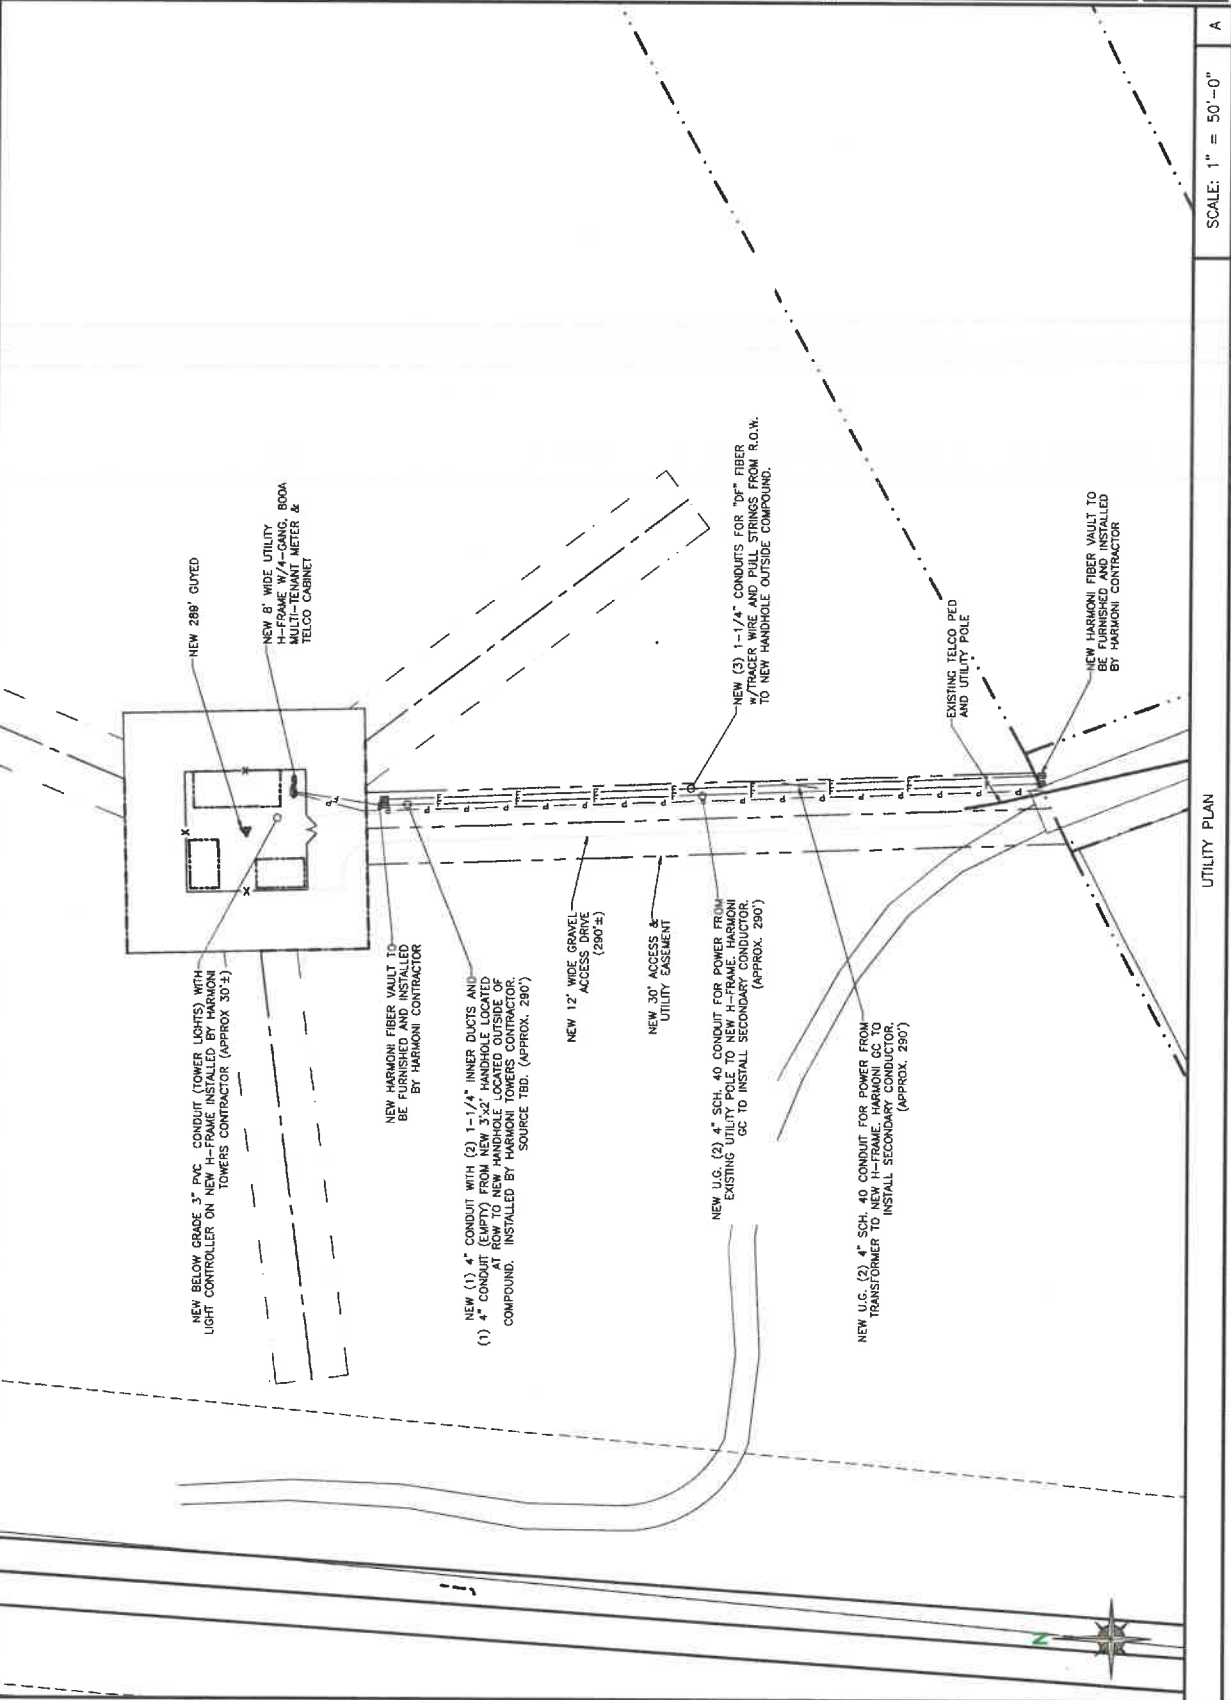 NEW 289' GUYED
NEW 8' WIDE UTILITY
H-FRAME W/4-GANG, 800A
MULTI-TENANT METER &
TELCO CABINET
NEW BELOW GRADE 3" PVC CONDUIT (TOWER LIGHTS) WITH
LIGHT CONTROLLER ON NEW H-FRAME INSTALLED BY HARMONI
TOWERS CONTRACTOR (APPROX 30'±)
NEW HARMONI FIBER VAULT TO
BE FURNISHED AND INSTALLED
BY HARMONI CONTRACTOR
NEW (1) 4" CONDUIT WITH (2) 1-1/4" INNER DUCTS AND
(1) 4" CONDUIT (EMPTY) FROM NEW 3'x2' HANDHOLE LOCATED
AT ROW TO NEW HANDHOLE LOCATED OUTSIDE OF
COMPOUND. INSTALLED BY HARMONI TOWERS CONTRACTOR.
SOURCE TBD. (APPROX. 290')
NEW 12' WIDE GRAVEL
ACCESS DRIVE
(290'±)
NEW 30' ACCESS &
UTILITY EASEMENT
NEW (3) 1-1/4" CONDUITS FOR "DF" FIBER
W/TRACER WIRE AND PULL STRINGS FROM R.O.W.
TO NEW HANDHOLE OUTSIDE COMPOUND.
NEW U.G. (2) 4" SCH. 40 CONDUIT FOR POWER FROM
EXISTING UTILITY POLE TO NEW H-FRAME. HARMONI
GC TO INSTALL SECONDARY CONDUCTOR.
(APPROX. 290')
NEW U.G. (2) 4" SCH. 40 CONDUIT FOR POWER FROM
TRANSFORMER TO NEW H-FRAME. HARMONI GC TO
INSTALL SECONDARY CONDUCTOR.
(APPROX. 290')
EXISTING TELCO PED
AND UTILITY POLE
NEW HARMONI FIBER VAULT TO
BE FURNISHED AND INSTALLED
BY HARMONI CONTRACTOR
N
UTILITY PLAN
SCALE: 1" = 50'-0"
A